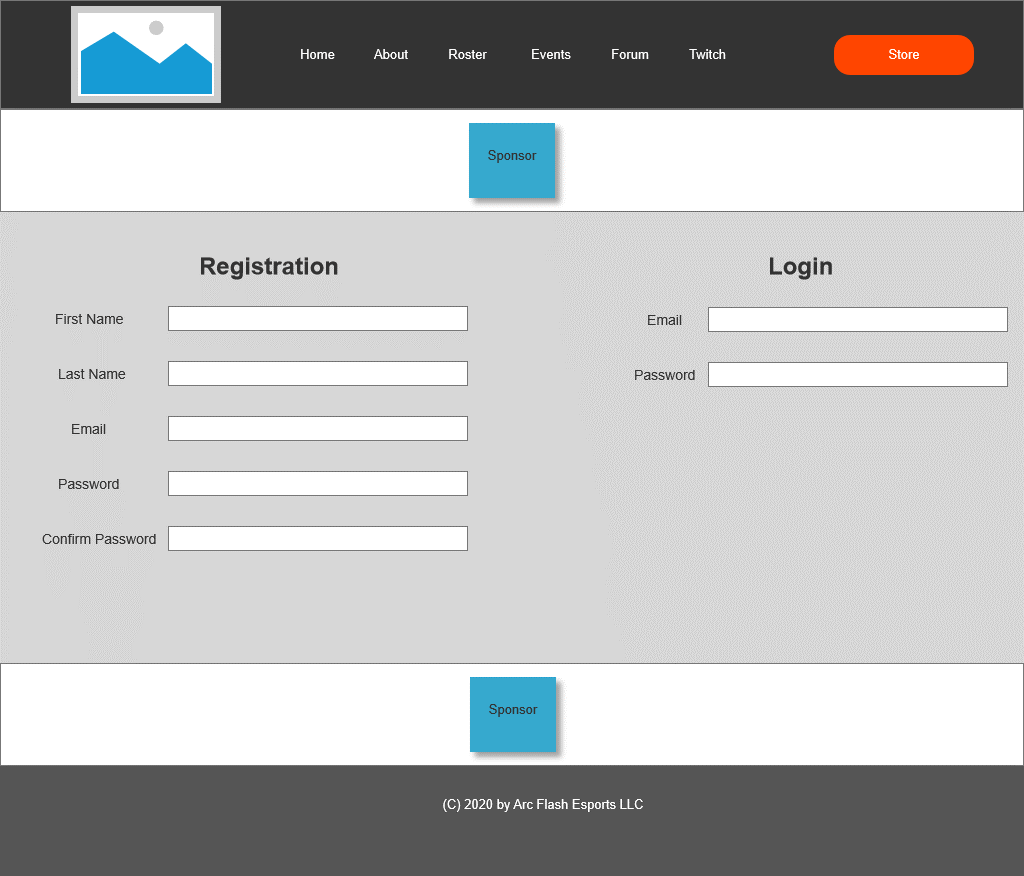 Home About Roster Events Forum Twitch Store
Sponsor
Registration
First Name
Last Name
Email
Password
Confirm Password
Login
Email
Password
Sponsor
(C) 2020 by Arc Flash Esports LLC